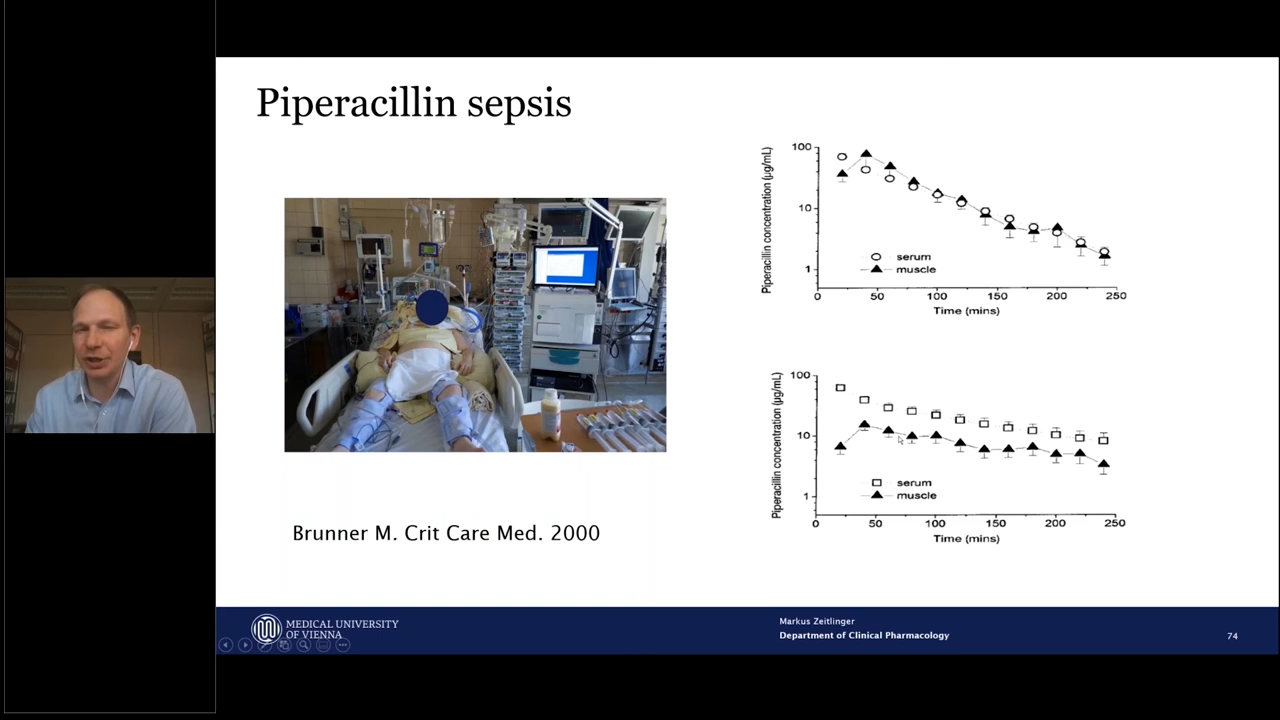 Piperacillin sepsis
Brunner M. Crit Care Med. 2000
Piperacillin concentration (µg/mL)
100
10
1
serum
muscle
0 50 100 150 200 250
Time (mins)
Piperacillin concentration (µg/mL)
100
10
1
serum
muscle
0 50 100 150 200 250
Time (mins)
MEDICAL UNIVERSITY
OF VIENNA
Markus Zeitlinger
Department of Clinical Pharmacology
74